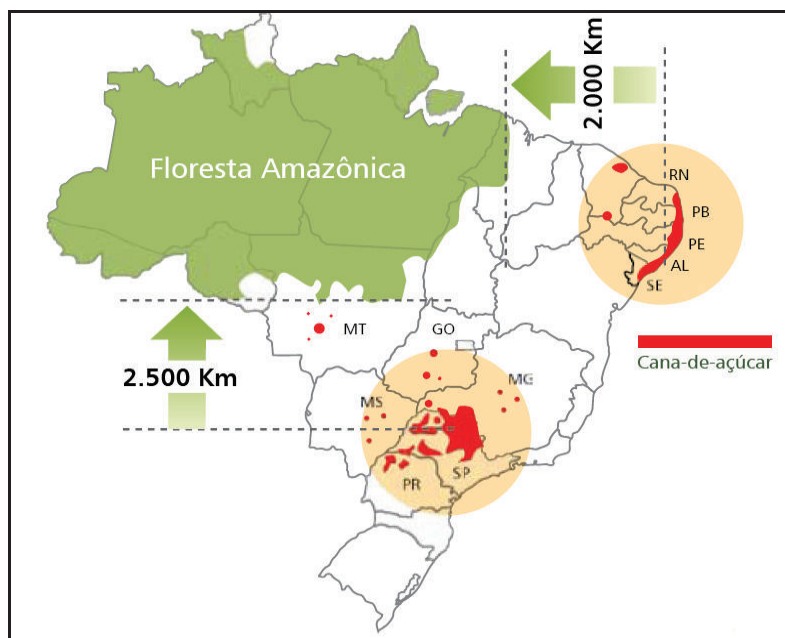 2.000 Km
Floresta Amazônica
RN
PB
PE
AL
SE
MT
GO
2.500 Km
MG
MS
SP
PR
Cana-de-açúcar